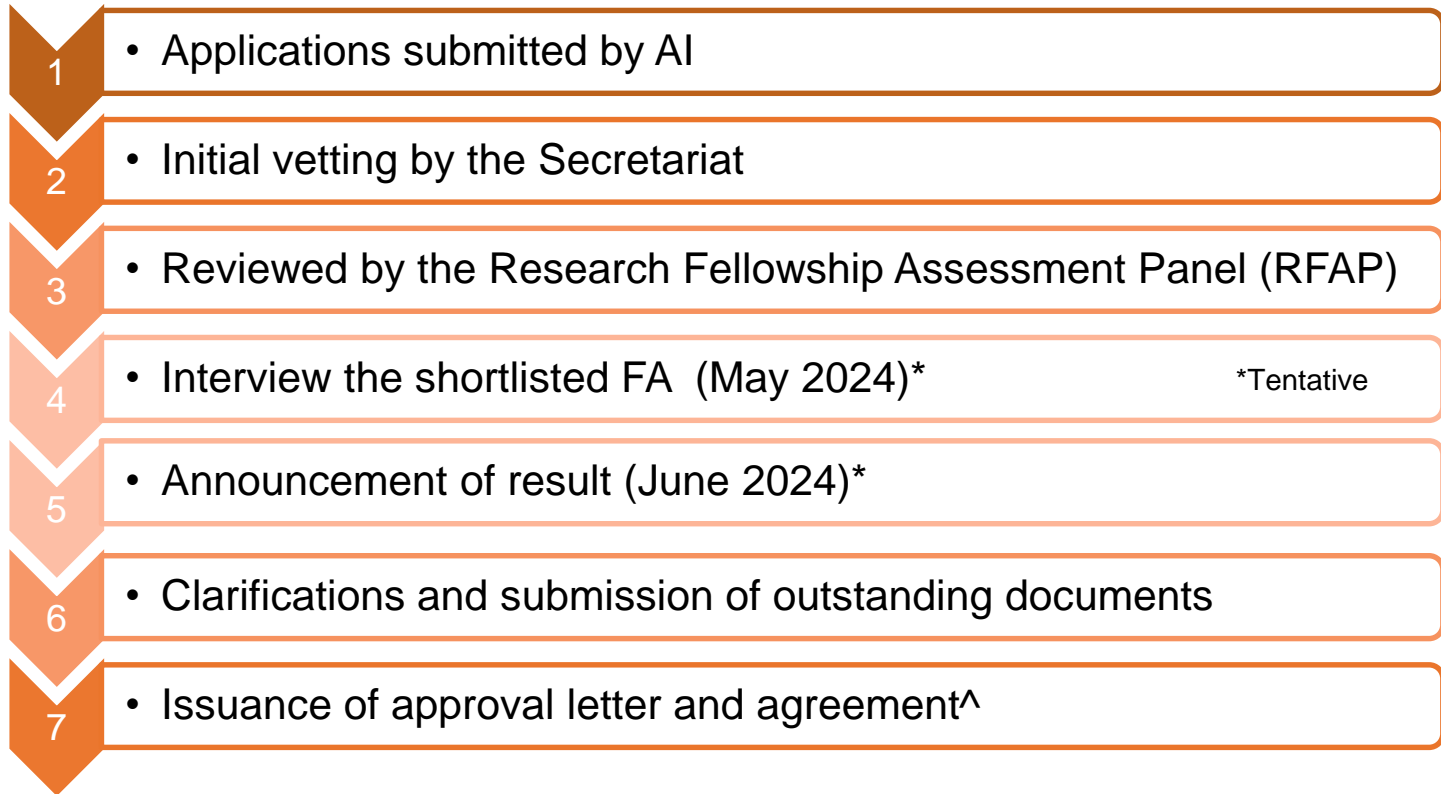 1
• Applications submitted by AI
2
• Initial vetting by the Secretariat
3
• Reviewed by the Research Fellowship Assessment Panel (RFAP)
4
• Interview the shortlisted FA (May 2024)* *Tentative
5
• Announcement of result (June 2024)*
6
• Clarifications and submission of outstanding documents
7
• Issuance of approval letter and agreement^